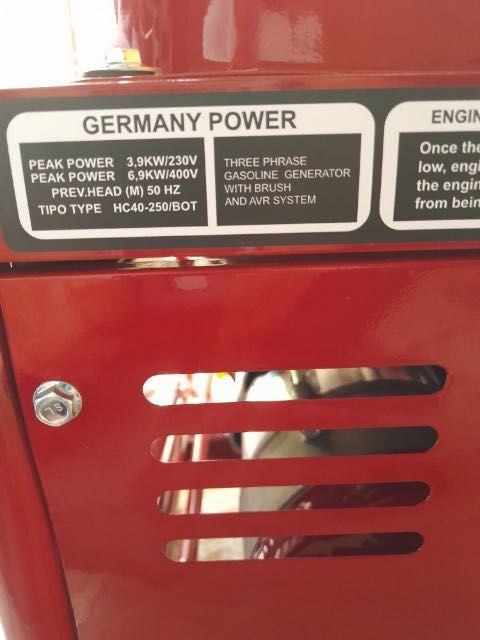 GERMANY POWER
PEAK POWER 3,9KW/230V
PEAK POWER 6,9KW/400V
PREV.HEAD (M) 50 HZ
TIPO TYPE HC40-250/BOT
THREE PHRASE
GASOLINE GENERATOR
WITH BRUSH
AND AVR SYSTEM
ENGIN
Once the
low, engi
the engin
from bein